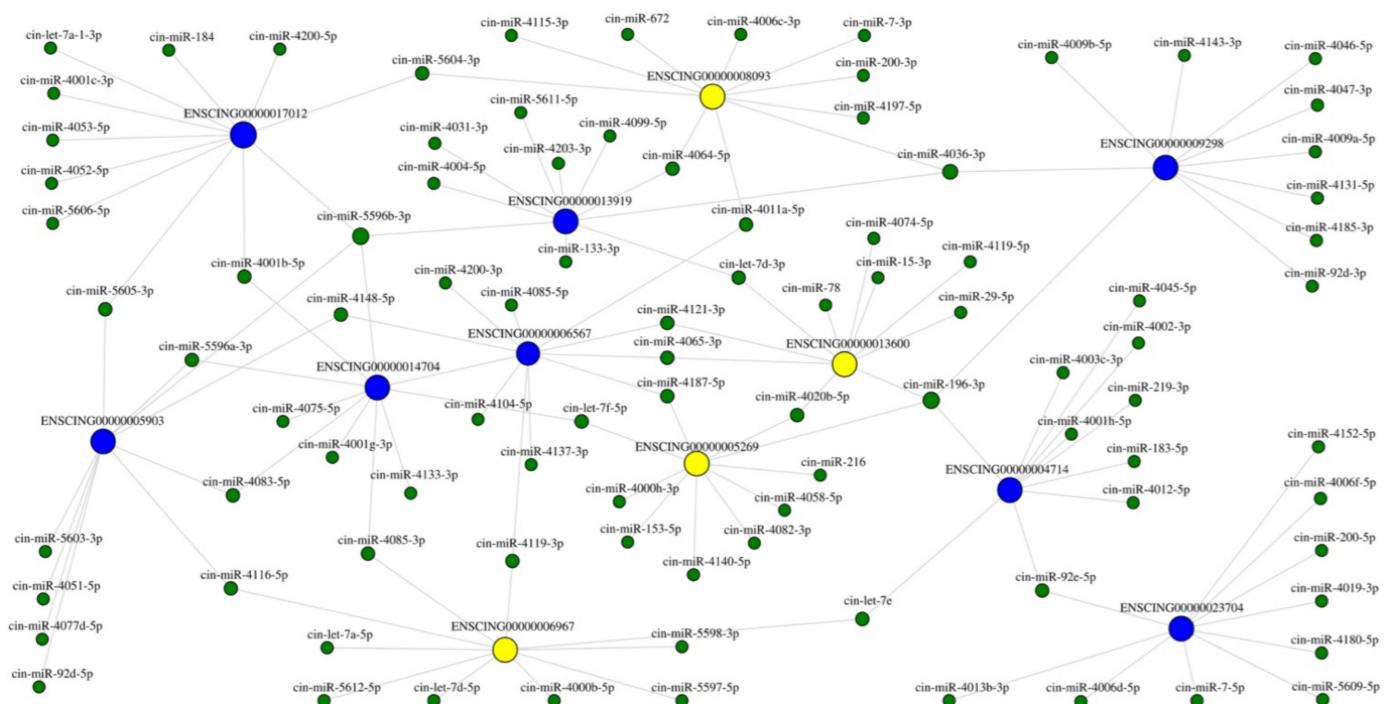 cin-miR-4115-3p
cin-miR-672
cin-miR-4006c-3p
cin-miR-7-3p
cin-let-7a-1-3p
cin-miR-184
cin-miR-4200-5p
cin-miR-4009b-5p
cin-miR-4143-3p
cin-miR-4046-5p
cin-miR-5604-3p
cin-miR-200-3p
ENSCING00000008093
cin-miR-4001c-3p
cin-miR-4047-3p
cin-miR-5611-5p
cin-miR-4197-5p
ENSCING00000017012
cin-miR-4031-3p
cin-miR-4099-5p
cin-miR-4053-5p
cin-miR-4009a-5p
cin-miR-4203-3p
cin-miR-4064-5p
cin-miR-4036-3p
ENSCING00000009298
cin-miR-4004-5p
cin-miR-4052-5p
cin-miR-4131-5p
ENSCING00000013919
cin-miR-5606-5p
cin-miR-5596b-3p
cin-miR-4011a-5p
cin-miR-4074-5p
cin-miR-4185-3p
cin-miR-133-3p
cin-miR-4119-5p
cin-miR-4001b-5p
cin-miR-4200-3p
cin-let-7d-3p
cin-miR-15-3p
cin-miR-92d-3p
cin-miR-5605-3p
cin-miR-4148-5p
cin-miR-4085-5p
cin-miR-78
cin-miR-29-5p
cin-miR-4045-5p
cin-miR-4121-3p
cin-miR-4002-3p
ENSCING00000006567
cin-miR-4065-3p
ENSCING00000013600
cin-miR-5596a-3p
cin-miR-4003c-3p
ENSCING00000014704
cin-miR-4187-5p
cin-miR-196-3p
cin-miR-219-3p
cin-miR-4075-5p
cin-miR-4104-5p
cin-let-7f-5p
cin-miR-4020b-5p
cin-miR-4001h-5p
ENSCING00000005903
cin-miR-4001g-3p
cin-miR-4137-3p
ENSCING00000005269
cin-miR-4152-5p
cin-miR-183-5p
cin-miR-216
ENSCING00000004714
cin-miR-4083-5p
cin-miR-4133-3p
cin-miR-4000h-3p
cin-miR-4058-5p
cin-miR-4012-5p
cin-miR-4006f-5p
cin-miR-153-5p
cin-miR-4082-3p
cin-miR-5603-3p
cin-miR-4085-3p
cin-miR-4119-3p
cin-miR-200-5p
cin-miR-4140-5p
cin-miR-4116-5p
cin-miR-92e-5p
cin-miR-4051-5p
cin-miR-4019-3p
cin-let-7e
ENSCING00000023704
cin-miR-4077d-5p
ENSCING00000006967
cin-let-7a-5p
cin-miR-5598-3p
cin-miR-4180-5p
cin-miR-92d-5p
cin-miR-5612-5p
cin-let-7d-5p
cin-miR-4000b-5p
cin-miR-5597-5p
cin-miR-4013b-3p
cin-miR-4006d-5p
cin-miR-7-5p
cin-miR-5609-5p